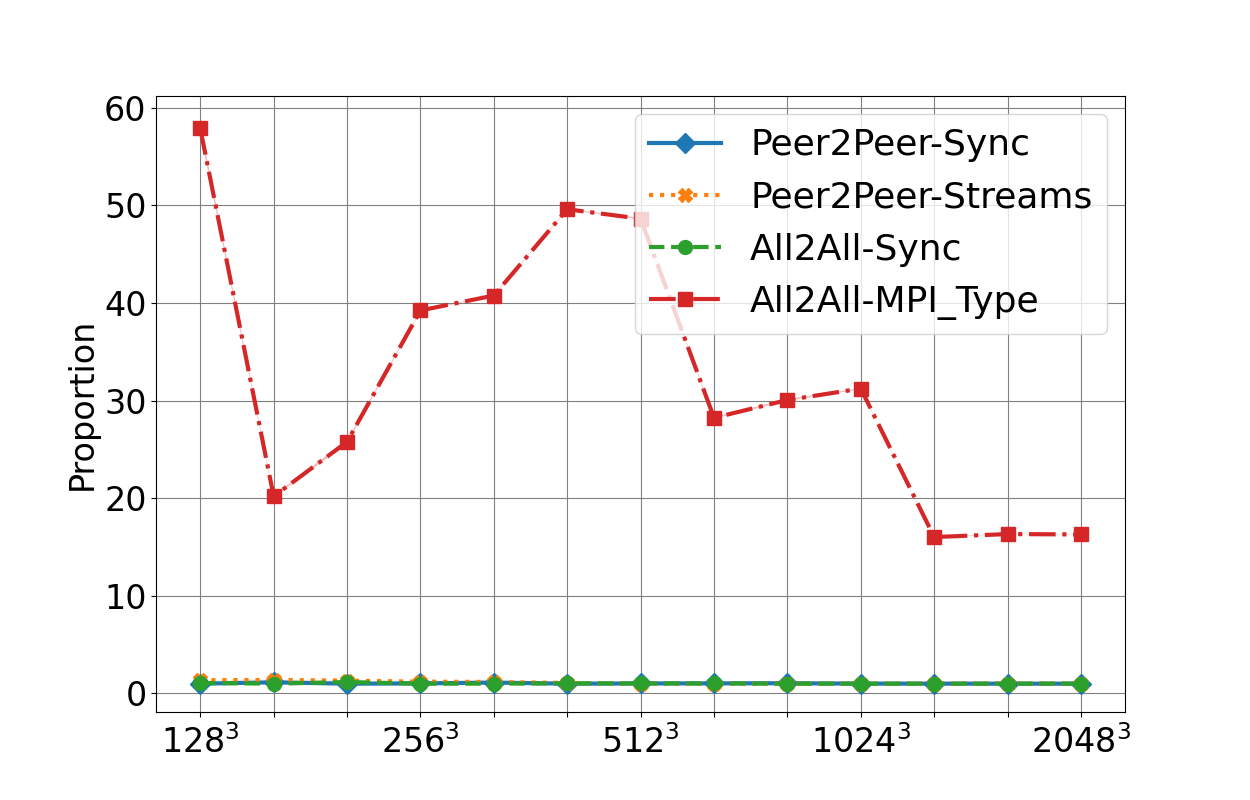 60
50
40
30
20
10
0
Proportion
Peer2Peer-Sync
Peer2Peer-Streams
All2All-Sync
All2All-MPI_Type
128³ 256³ 512³ 1024³ 2048³